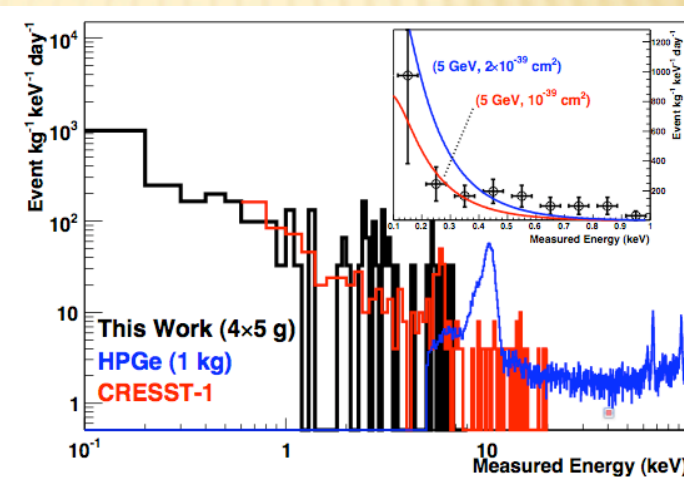 Event kg⁻¹ keV⁻¹ day⁻¹
10⁴
10³
10²
10
1
10⁻¹
1
10
Measured Energy (keV)
This Work (4×5 g)
HPGe (1 kg)
CRESST-1
(5 GeV, 2×10⁻³⁹ cm²)
(5 GeV, 10⁻³⁹ cm²)
1200
1000
800
600
400
200
Event kg⁻¹ keV⁻¹ day⁻¹
0.1 0.2 0.3 0.4 0.5 0.6 0.7 0.8 0.9 1
Measured Energy (keV)